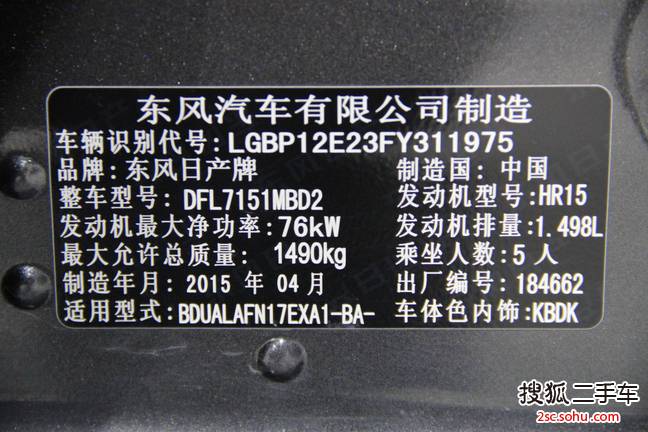 东风汽车有限公司制造
车辆识别代号:LGBP12E23FY311975
品牌:东风日产牌 制造国:中国
整车型号:DFL7151MBD2 发动机型号:HR15
发动机最大净功率:76kW 发动机排量:1.498L
最大允许总质量: 1490kg 乘坐人数:5人
制造年月:2015 年 04月 出厂编号:184662
适用型式:BDUALAFN17EXA1-BA- 车体色内饰:KBDK
搜狐二手车
2sc.sohu.com